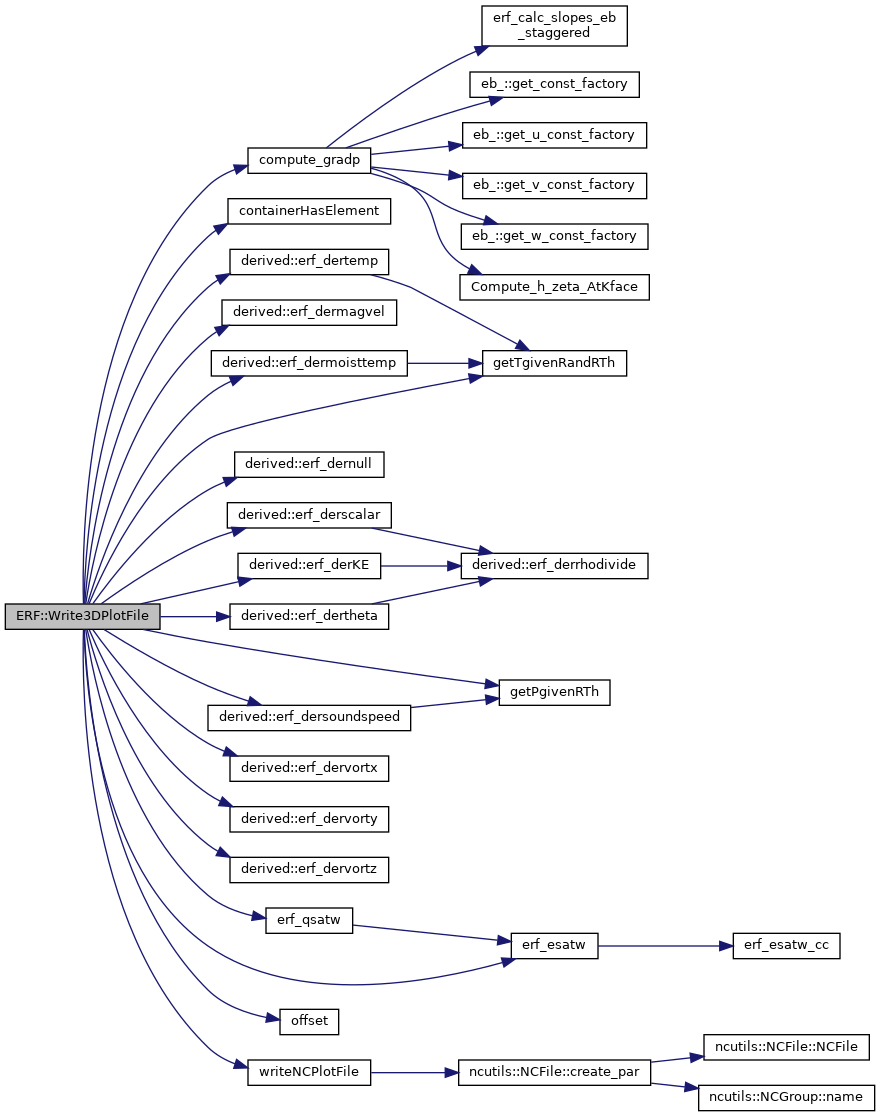 erf_calc_slopes_eb
_staggered
eb_::get_const_factory
eb_::get_u_const_factory
compute_gradp
eb_::get_v_const_factory
containerHasElement
eb_::get_w_const_factory
derived::erf_dertemp
Compute_h_zeta_AtKface
derived::erf_dermagvel
derived::erf_dermoisttemp
getTgivenRandRTh
derived::erf_dernull
derived::erf_derscalar
derived::erf_derKE
derived::erf_derrhodivide
ERF::Write3DPlotFile
derived::erf_dertheta
getPgivenRTh
derived::erf_dersoundspeed
derived::erf_dervortx
derived::erf_dervorty
derived::erf_dervortz
erf_qsatw
erf_esatw
erf_esatw_cc
offset
ncutils::NCFile::NCFile
writeNCPlotFile
ncutils::NCFile::create_par
ncutils::NCGroup::name